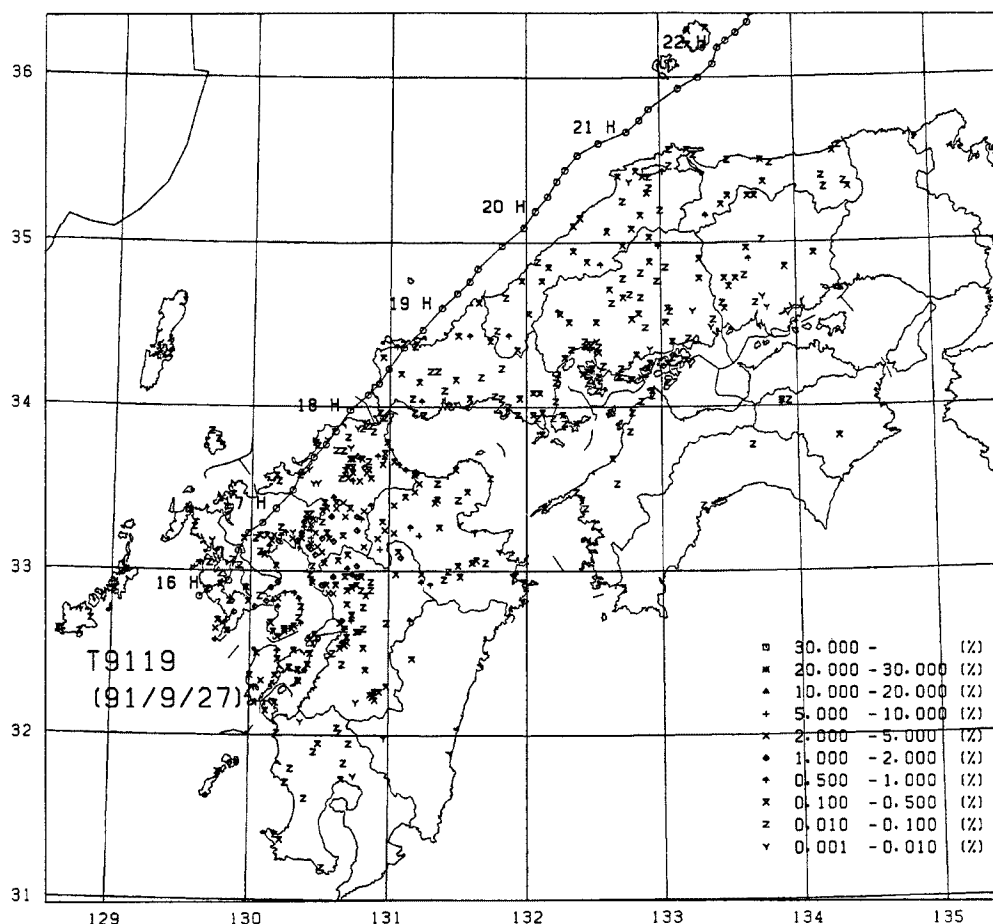 22 H
36
21 H
20 H
35
19 H
34
18 H
7 H
33
16 H
T9119
(91/9/27)
32
31
30.000 - (%)
20.000 - 30.000 (%)
10.000 - 20.000 (%)
5.000 - 10.000 (%)
2.000 - 5.000 (%)
1.000 - 2.000 (%)
0.500 - 1.000 (%)
0.100 - 0.500 (%)
0.010 - 0.100 (%)
0.001 - 0.010 (%)
129 130 131 132 133 134 135